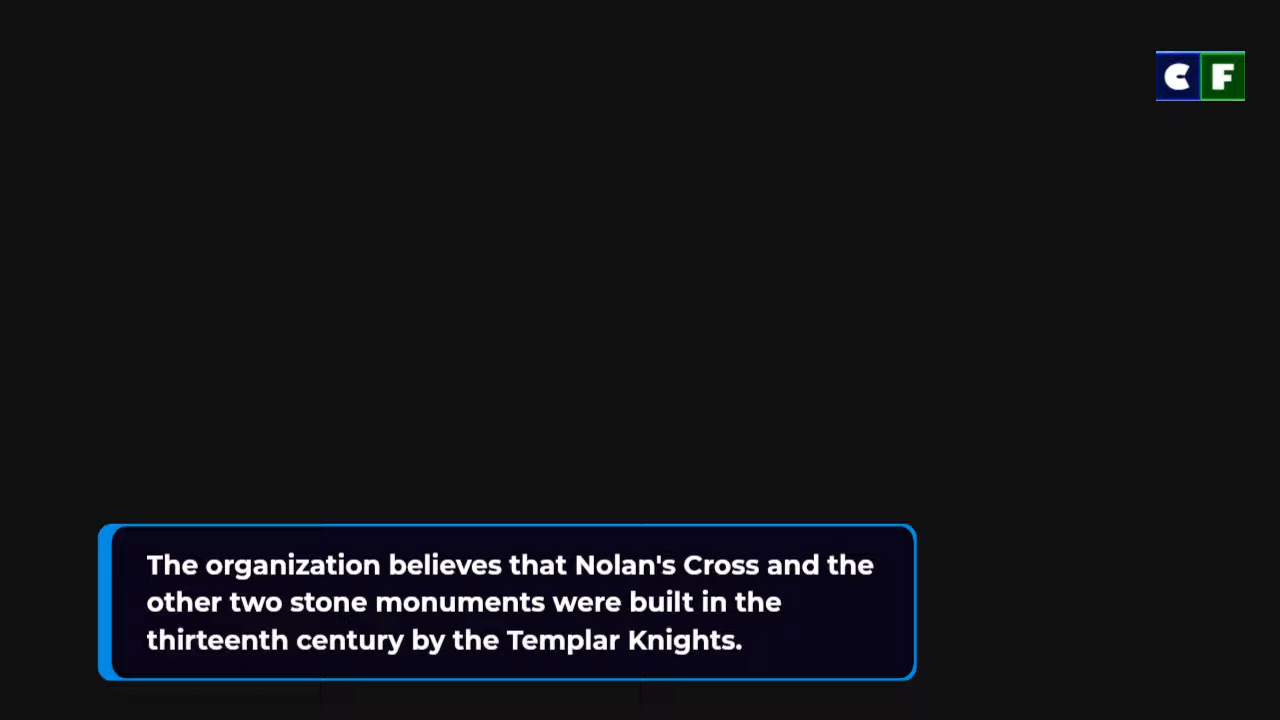 C F
The organization believes that Nolan's Cross and the
other two stone monuments were built in the
thirteenth century by the Templar Knights.